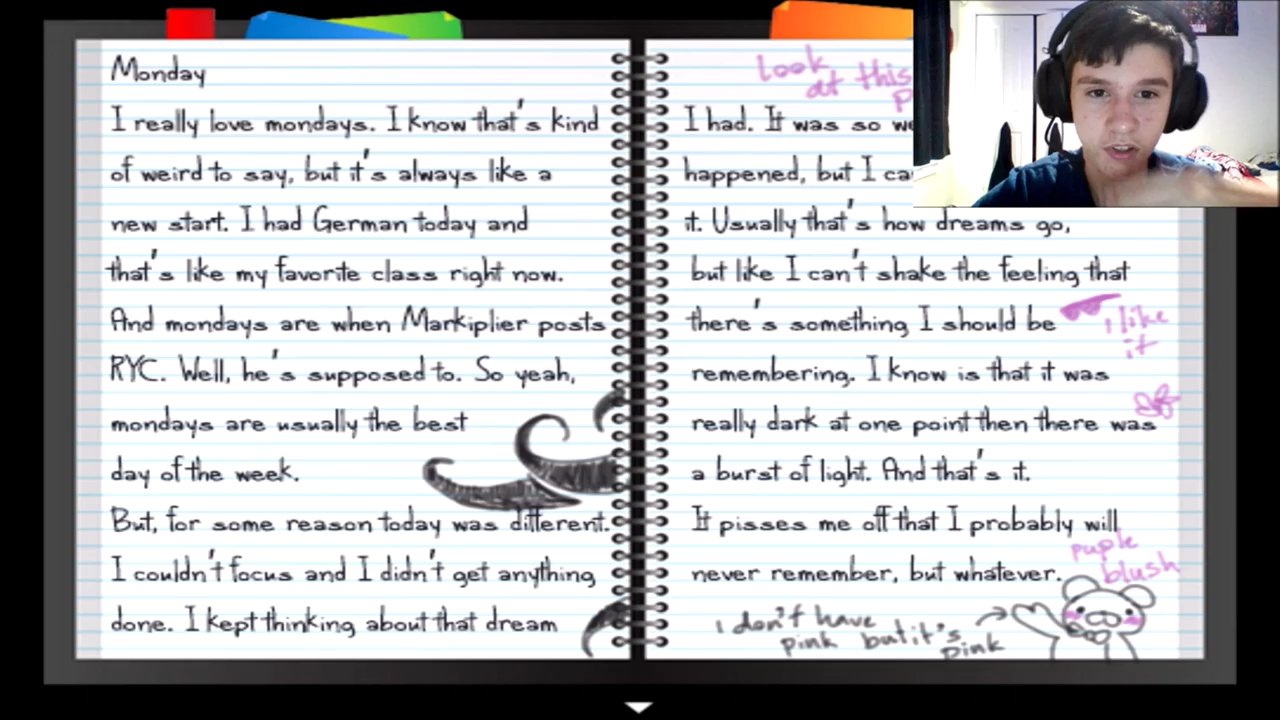 Monday
I really love mondays. I know that's kind
of weird to say, but it's always like a
new start. I had German today and
that's like my favorite class right now.
And mondays are when Markiplier posts
RYC. Well, he's supposed to. So yeah,
mondays are usually the best
day of the week.
But, for some reason today was different.
I couldn't focus and I didn't get anything
done. I kept thinking about that dream
Look
at this
I had. It was so
happened, but I
it. Usually that's how dreams go,
but like I can't shake the feeling that
there's something I should be
i like
it
remembering. I know is that it was
really dark at one point then there was
a burst of light. And that's it.
It pisses me off that I probably will
puple
blush
never remember, but whatever.
i don't have
pink but it's
pink